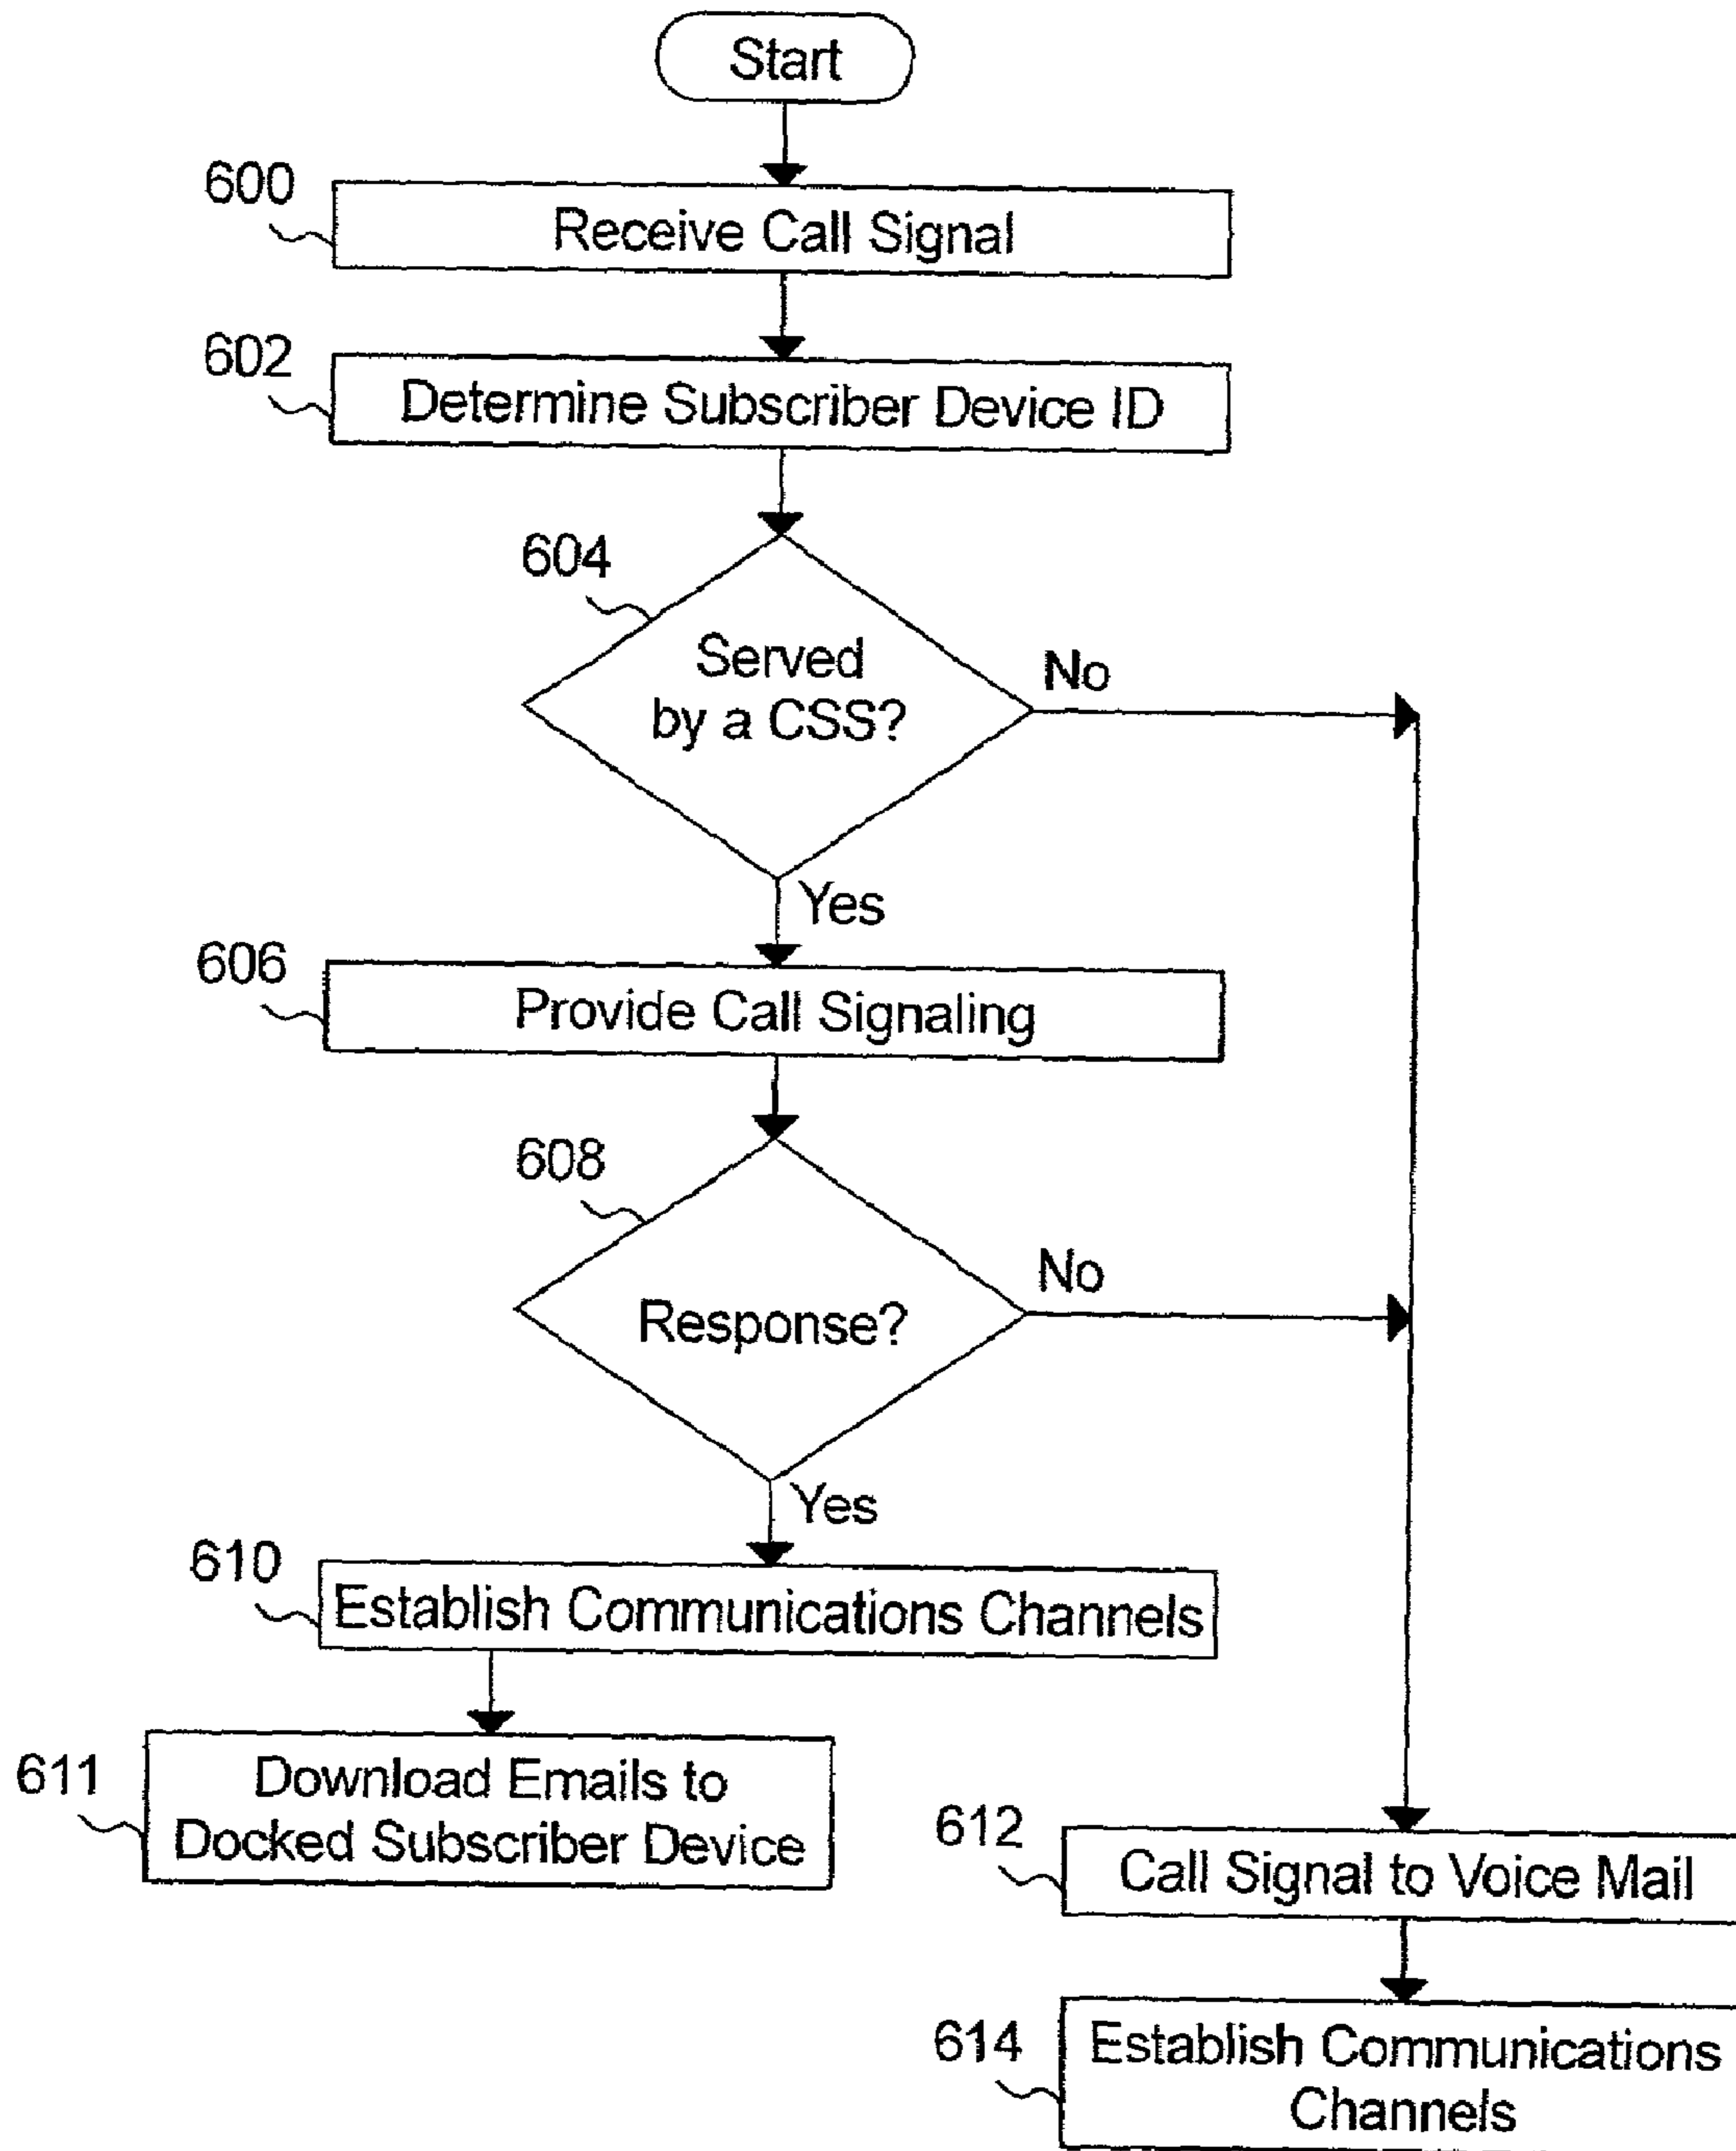 Start
600
Receive Call Signal
602
Determine Subscriber Device ID
604
Served
by a CSS?
No
Yes
606
Provide Call Signaling
608
Response?
No
Yes
610
Establish Communications Channels
611
Download Emails to
Docked Subscriber Device
612
Call Signal to Voice Mail
614
Establish Communications
Channels